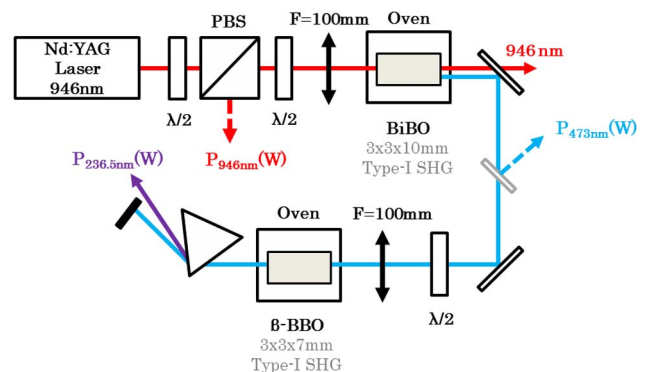 PBS
F=100mm
Oven
Nd:YAG
Laser
946nm
946 nm
λ/2
λ/2
BiBO
3x3x10mm
Type-I SHG
P946nm(W)
P473nm(W)
P236.5nm(W)
Oven
F=100mm
λ/2
β-BBO
3x3x7mm
Type-I SHG